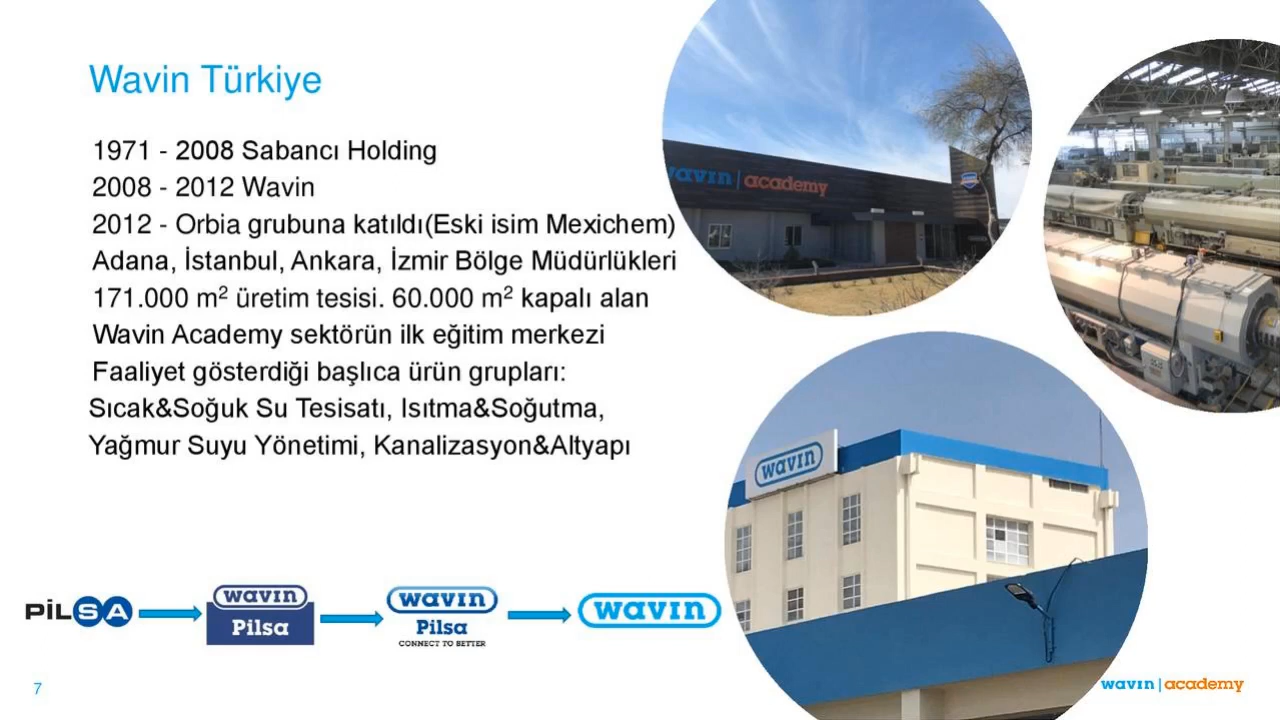 Wavin Türkiye
1971 - 2008 Sabancı Holding
2008 - 2012 Wavin
2012 - Orbia grubuna katıldı(Eski isim Mexichem)
Adana, İstanbul, Ankara, İzmir Bölge Müdürlükleri
171.000 m² üretim tesisi. 60.000 m² kapalı alan
Wavin Academy sektörün ilk eğitim merkezi
Faaliyet gösterdiği başlıca ürün grupları:
Sıcak&Soğuk Su Tesisatı, Isıtma&Soğutma,
Yağmur Suyu Yönetimi, Kanalizasyon&Altyapı
wavin | academy
wavin
PiLSA
wavin
Pilsa
wavin
Pilsa
CONNECT TO BETTER
wavin
7
wavin | academy